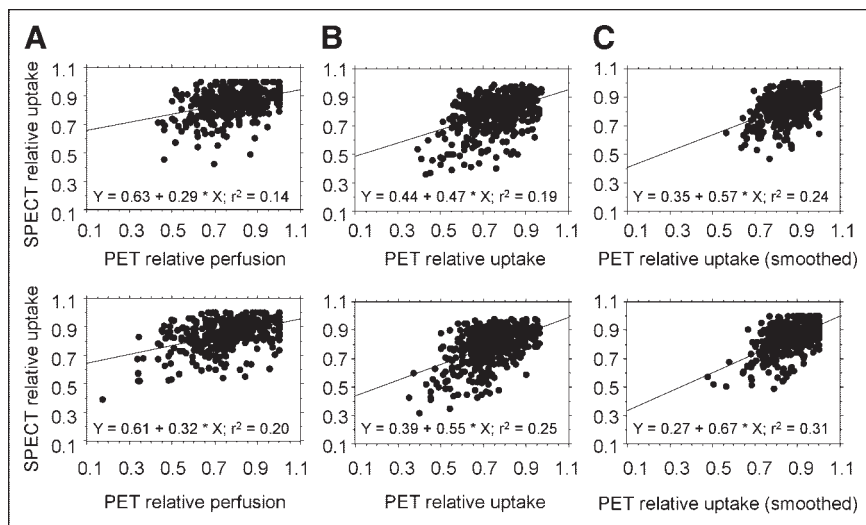 A
B
C
SPECT relative uptake
1.1
0.9
0.7
0.5
0.3
0.1
Y = 0.63 + 0.29 * X; r² = 0.14
0.1 0.3 0.5 0.7 0.9 1.1
PET relative perfusion
1.1
0.9
0.7
0.5
0.3
0.1
Y = 0.44 + 0.47 * X; r² = 0.19
0.1 0.3 0.5 0.7 0.9 1.1
PET relative uptake
1.1
0.9
0.7
0.5
0.3
0.1
Y = 0.35 + 0.57 * X; r² = 0.24
0.1 0.3 0.5 0.7 0.9 1.1
PET relative uptake (smoothed)
SPECT relative uptake
1.1
0.9
0.7
0.5
0.3
0.1
Y = 0.61 + 0.32 * X; r² = 0.20
0.1 0.3 0.5 0.7 0.9 1.1
PET relative perfusion
1.1
0.9
0.7
0.5
0.3
0.1
Y = 0.39 + 0.55 * X; r² = 0.25
0.1 0.3 0.5 0.7 0.9 1.1
PET relative uptake
1.1
0.9
0.7
0.5
0.3
0.1
Y = 0.27 + 0.67 * X; r² = 0.31
0.1 0.3 0.5 0.7 0.9 1.1
PET relative uptake (smoothed)